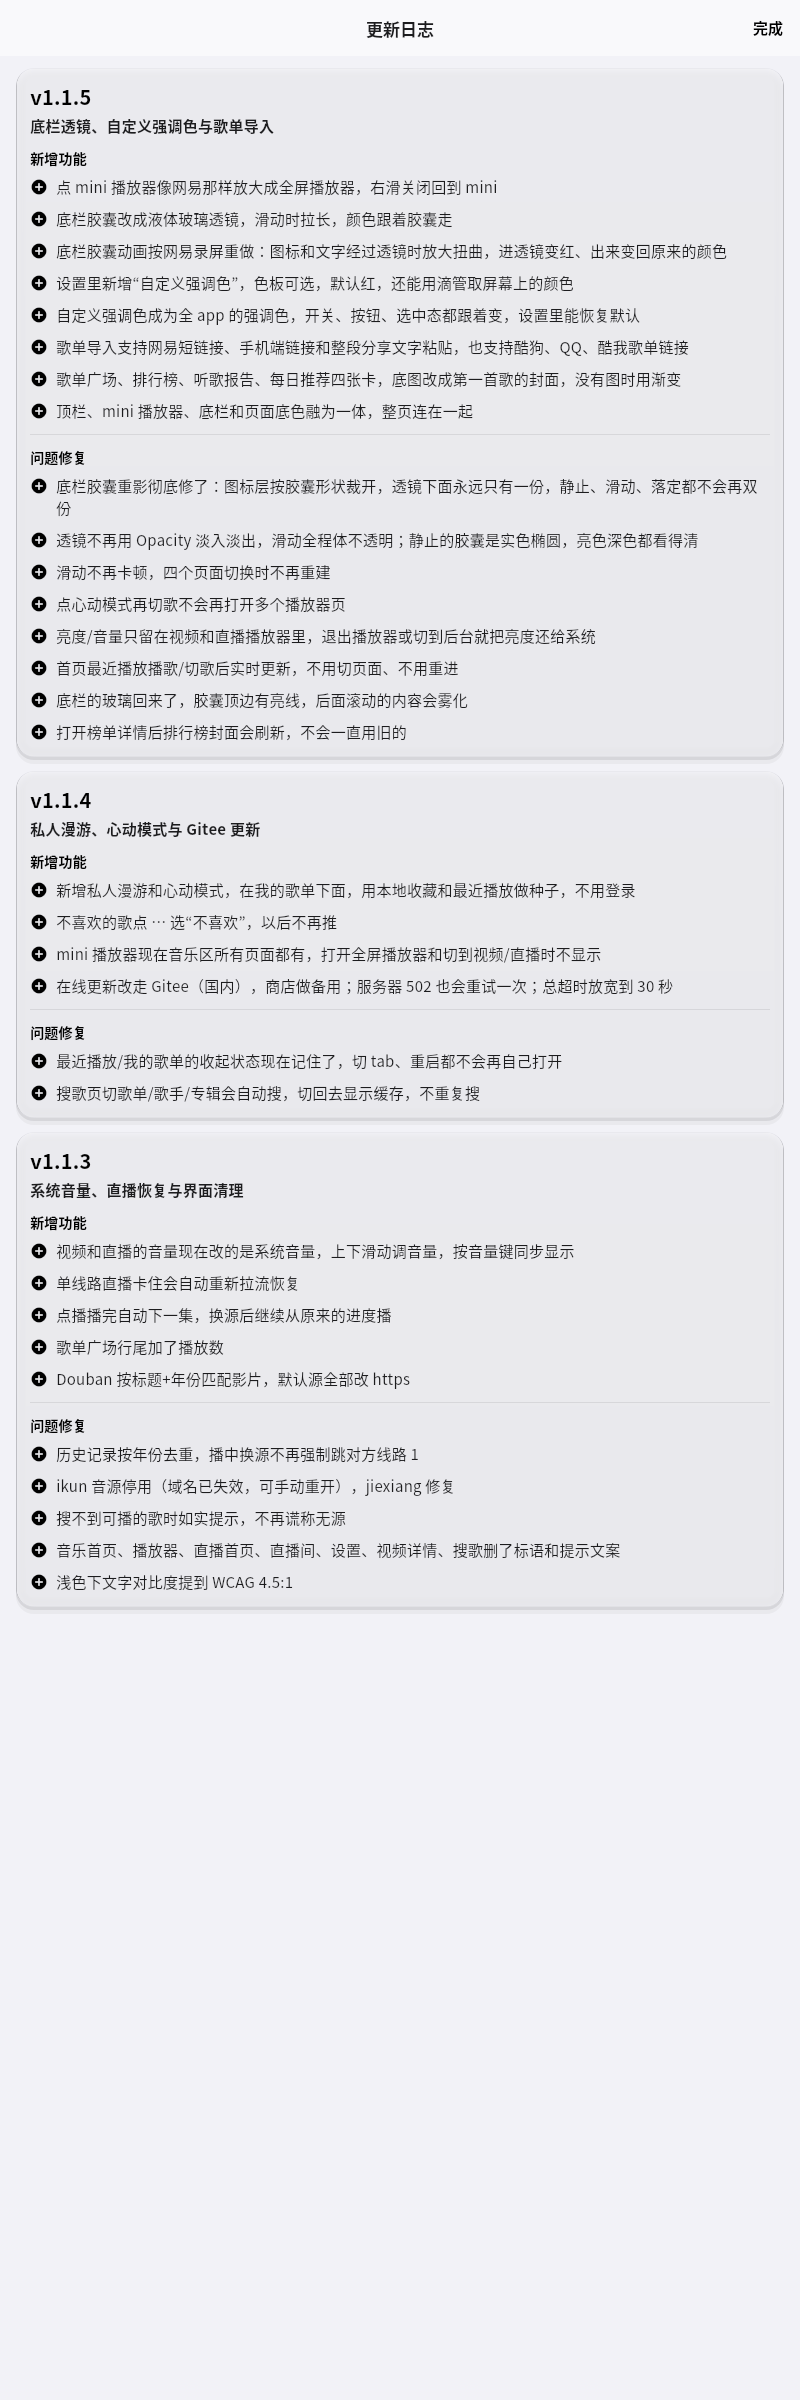 更新日志
完成
v1.1.5
底栏透镜、自定义强调色与歌单导入
新增功能
点 mini 播放器像网易那样放大成全屏播放器，右滑关闭回到 mini
底栏胶囊改成液体玻璃透镜，滑动时拉长，颜色跟着胶囊走
底栏胶囊动画按网易录屏重做：图标和文字经过透镜时放大扭曲，进透镜变红、出来变回原来的颜色
设置里新增“自定义强调色”，色板可选，默认红，还能用滴管取屏幕上的颜色
自定义强调色成为全 app 的强调色，开关、按钮、选中态都跟着变，设置里能恢复默认
歌单导入支持网易短链接、手机端链接和整段分享文字粘贴，也支持酷狗、QQ、酷我歌单链接
歌单广场、排行榜、听歌报告、每日推荐四张卡，底图改成第一首歌的封面，没有图时用渐变
顶栏、mini 播放器、底栏和页面底色融为一体，整页连在一起
问题修复
底栏胶囊重影彻底修了：图标层按胶囊形状裁开，透镜下面永远只有一份，静止、滑动、落定都不会再双
份
透镜不再用 Opacity 淡入淡出，滑动全程体不透明；静止的胶囊是实色椭圆，亮色深色都看得清
滑动不再卡顿，四个页面切换时不再重建
点心动模式再切歌不会再打开多个播放器页
亮度/音量只留在视频和直播播放器里，退出播放器或切到后台就把亮度还给系统
首页最近播放播歌/切歌后实时更新，不用切页面、不用重进
底栏的玻璃回来了，胶囊顶边有亮线，后面滚动的内容会雾化
打开榜单详情后排行榜封面会刷新，不会一直用旧的
v1.1.4
私人漫游、心动模式与 Gitee 更新
新增功能
新增私人漫游和心动模式，在我的歌单下面，用本地收藏和最近播放做种子，不用登录
不喜欢的歌点 ⋯ 选“不喜欢”，以后不再推
mini 播放器现在音乐区所有页面都有，打开全屏播放器和切到视频/直播时不显示
在线更新改走 Gitee（国内），商店做备用；服务器 502 也会重试一次；总超时放宽到 30 秒
问题修复
最近播放/我的歌单的收起状态现在记住了，切 tab、重启都不会再自己打开
搜歌页切歌单/歌手/专辑会自动搜，切回去显示缓存，不重复搜
v1.1.3
系统音量、直播恢复与界面清理
新增功能
视频和直播的音量现在改的是系统音量，上下滑动调音量，按音量键同步显示
单线路直播卡住会自动重新拉流恢复
点播播完自动下一集，换源后继续从原来的进度播
歌单广场行尾加了播放数
Douban 按标题+年份匹配影片，默认源全部改 https
问题修复
历史记录按年份去重，播中换源不再强制跳对方线路 1
ikun 音源停用（域名已失效，可手动重开），jiexiang 修复
搜不到可播的歌时如实提示，不再谎称无源
音乐首页、播放器、直播首页、直播间、设置、视频详情、搜歌删了标语和提示文案
浅色下文字对比度提到 WCAG 4.5:1